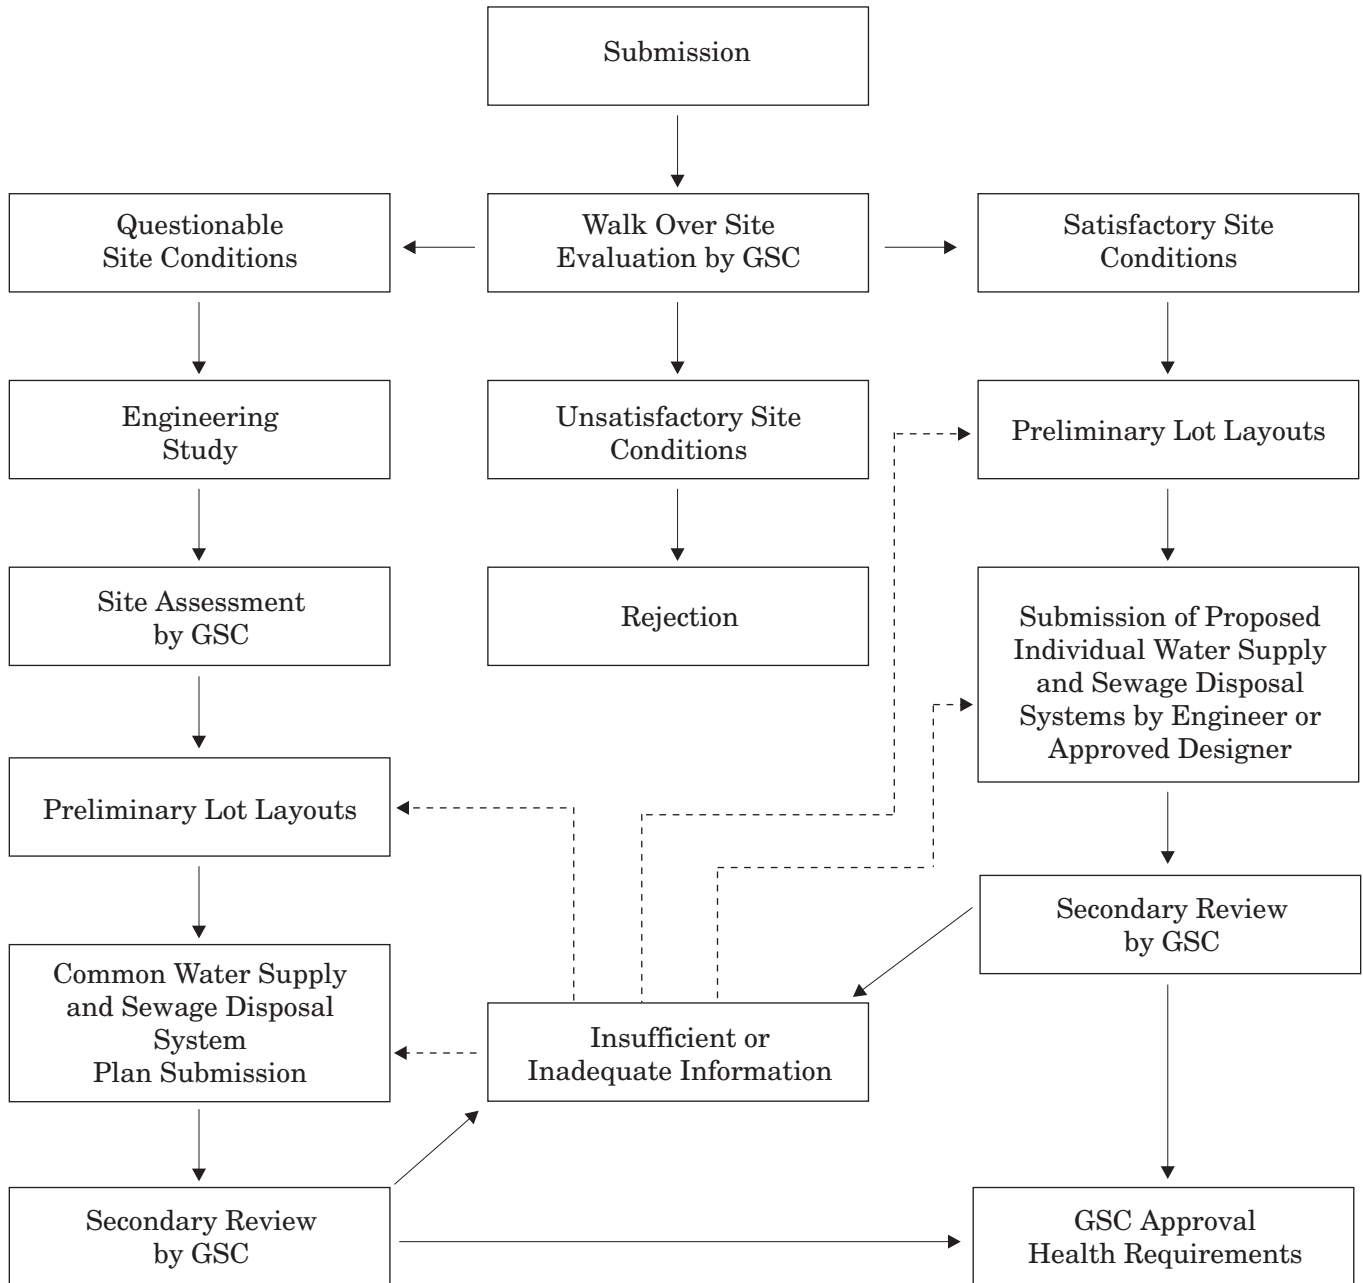 Submission
Questionable
Site Conditions
Walk Over Site
Evaluation by GSC
Satisfactory Site
Conditions
Engineering
Study
Unsatisfactory Site
Conditions
Preliminary Lot Layouts
Site Assessment
by GSC
Rejection
Submission of Proposed
Individual Water Supply
and Sewage Disposal
Systems by Engineer or
Approved Designer
Preliminary Lot Layouts
Secondary Review
by GSC
Common Water Supply
and Sewage Disposal
System
Plan Submission
Insufficient or
Inadequate Information
Secondary Review
by GSC
GSC Approval
Health Requirements